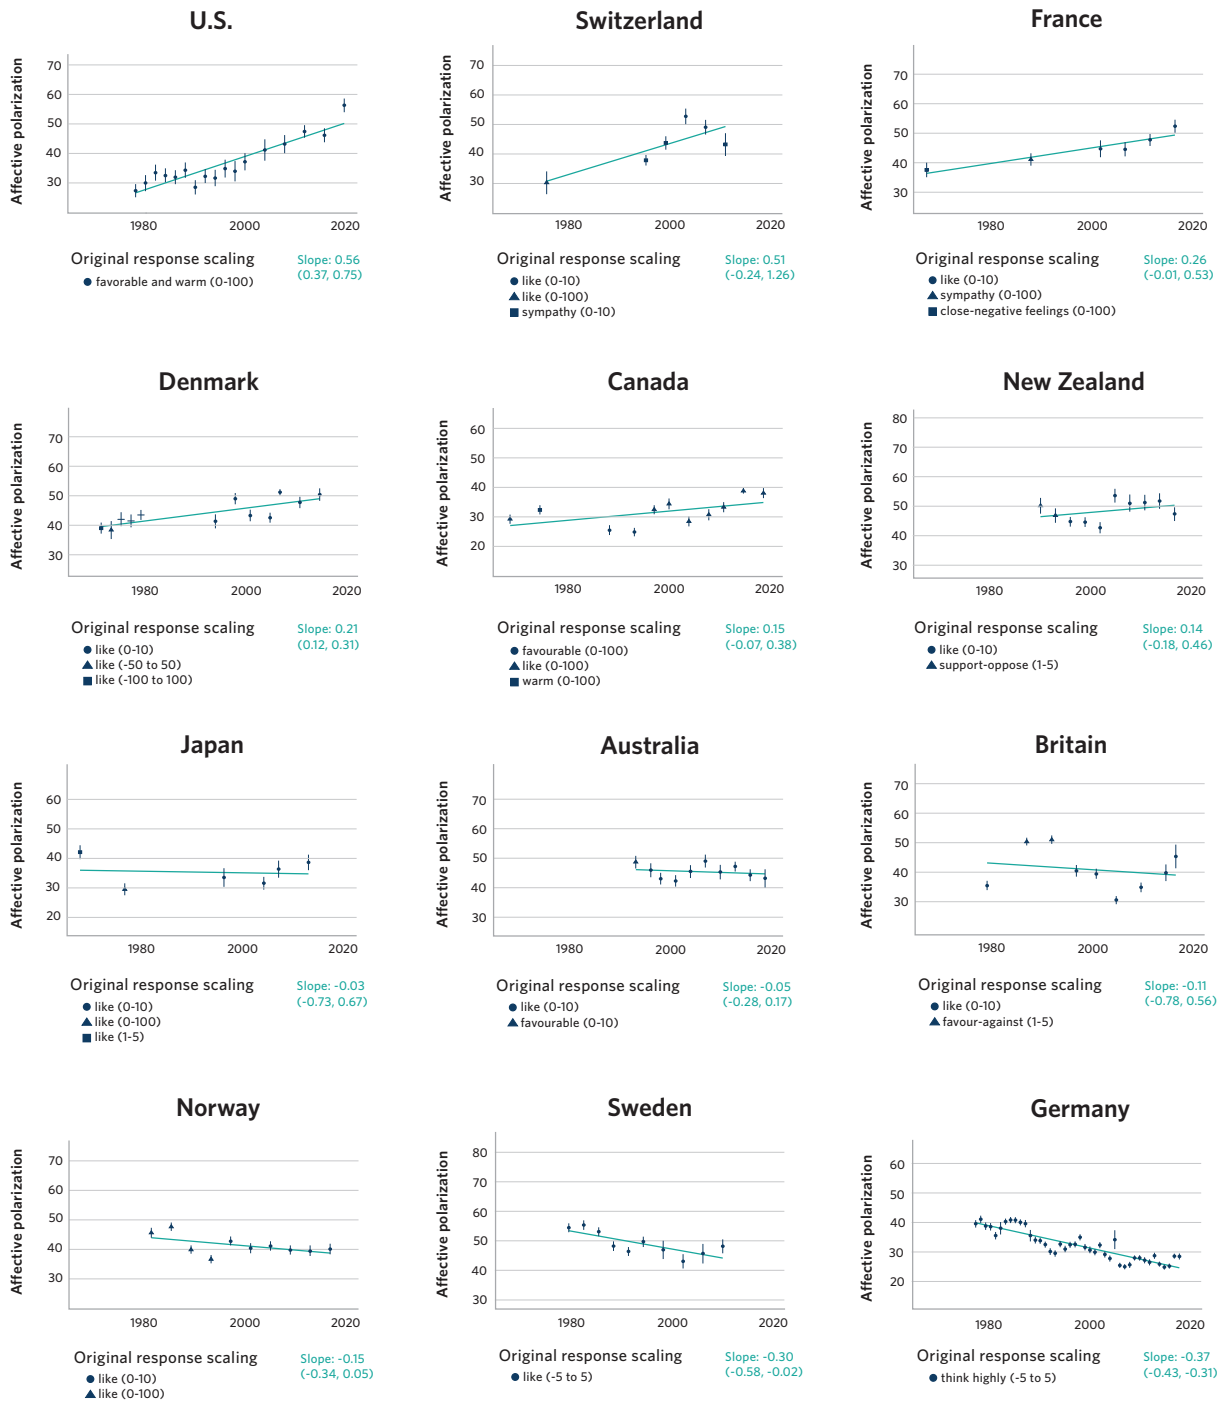 U.S.
Affective polarization
70
60
50
40
30
1980
2000
2020
Original response scaling
favorable and warm (0-100)
Slope: 0.56
(0.37, 0.75)
Switzerland
Affective polarization
70
60
50
40
30
1980
2000
2020
Original response scaling
like (0-10)
like (0-100)
sympathy (0-10)
Slope: 0.51
(-0.24, 1.26)
France
Affective polarization
70
60
50
40
30
1980
2000
2020
Original response scaling
like (0-10)
sympathy (0-100)
close-negative feelings (0-100)
Slope: 0.26
(-0.01, 0.53)
Denmark
Affective polarization
70
60
50
40
30
1980
2000
2020
Original response scaling
like (0-10)
like (-50 to 50)
like (-100 to 100)
Slope: 0.21
(0.12, 0.31)
Canada
Affective polarization
60
50
40
30
20
1980
2000
2020
Original response scaling
favourable (0-100)
like (0-100)
warm (0-100)
Slope: 0.15
(-0.07, 0.38)
New Zealand
Affective polarization
80
70
60
50
40
30
1980
2000
2020
Original response scaling
like (0-10)
support-oppose (1-5)
Slope: 0.14
(-0.18, 0.46)
Japan
Affective polarization
60
50
40
30
20
1980
2000
2020
Original response scaling
like (0-10)
like (0-100)
like (1-5)
Slope: -0.03
(-0.73, 0.67)
Australia
Affective polarization
70
60
50
40
30
1980
2000
2020
Original response scaling
like (0-10)
favourable (0-10)
Slope: -0.05
(-0.28, 0.17)
Britain
Affective polarization
70
60
50
40
30
1980
2000
2020
Original response scaling
like (0-10)
favour-against (1-5)
Slope: -0.11
(-0.78, 0.56)
Norway
Affective polarization
70
60
50
40
30
1980
2000
2020
Original response scaling
like (0-10)
like (0-100)
Slope: -0.15
(-0.34, 0.05)
Sweden
Affective polarization
80
70
60
50
40
30
1980
2000
2020
Original response scaling
like (-5 to 5)
Slope: -0.30
(-0.58, -0.02)
Germany
Affective polarization
60
50
40
30
20
1980
2000
2020
Original response scaling
think highly (-5 to 5)
Slope: -0.37
(-0.43, -0.31)